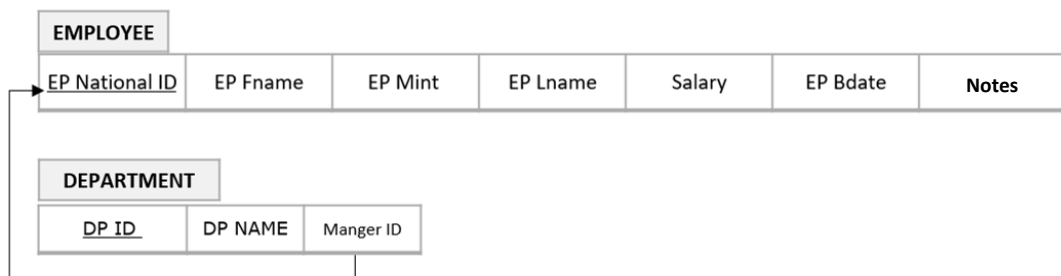 EMPLOYEE
EP National ID EP Fname EP Mint EP Lname Salary EP Bdate Notes
DEPARTMENT
DP ID DP NAME Manger ID